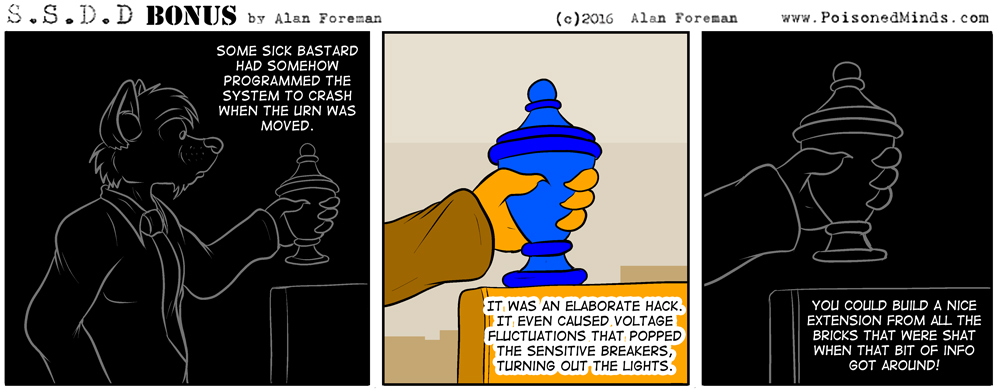 S.S.D.D BONUS by Alan Foreman (c)2016 Alan Foreman www.PoisonedMinds.com
SOME SICK BASTARD
HAD SOMEHOW
PROGRAMMED THE
SYSTEM TO CRASH
WHEN THE URN WAS
MOVED.
IT WAS AN ELABORATE HACK.
IT EVEN CAUSED VOLTAGE
FLUCTUATIONS THAT POPPED
THE SENSITIVE BREAKERS,
TURNING OUT THE LIGHTS.
YOU COULD BUILD A NICE
EXTENSION FROM ALL THE
BRICKS THAT WERE SHAT
WHEN THAT BIT OF INFO
GOT AROUND!